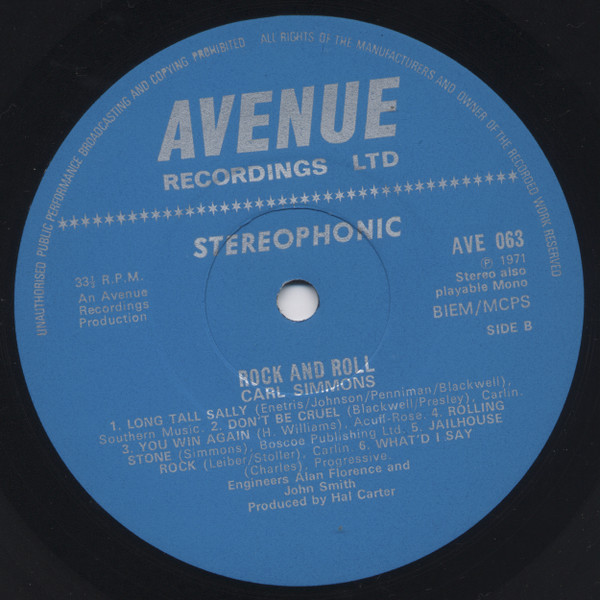 UNAUTHORISED PUBLIC PERFORMANCE BROADCASTING AND COPYING PROHIBITED ALL RIGHTS OF THE MANUFACTURERS AND OWNER OF THE RECORDED WORK RESERVED
AVENUE
RECORDINGS LTD
STEREOPHONIC
33⅓ R.P.M.
An Avenue
Recordings
Production
AVE 063
℗ 1971
Stereo also
playable Mono
BIEM/MCPS
SIDE B
ROCK AND ROLL
CARL SIMMONS
1. LONG TALL SALLY (Enetris/Johnson/Penniman/Blackwell),
Southern Music. 2. DON'T BE CRUEL (Blackwell/Presley), Carlin.
3. YOU WIN AGAIN (H. Williams), Acuff-Rose. 4. ROLLING
STONE (Simmons), Boscoe Publishing Ltd. 5. JAILHOUSE
ROCK (Leiber/Stoller), Carlin. 6. WHAT'D I SAY
(Charles), Progressive.
Engineers Alan Florence and
John Smith
Produced by Hal Carter